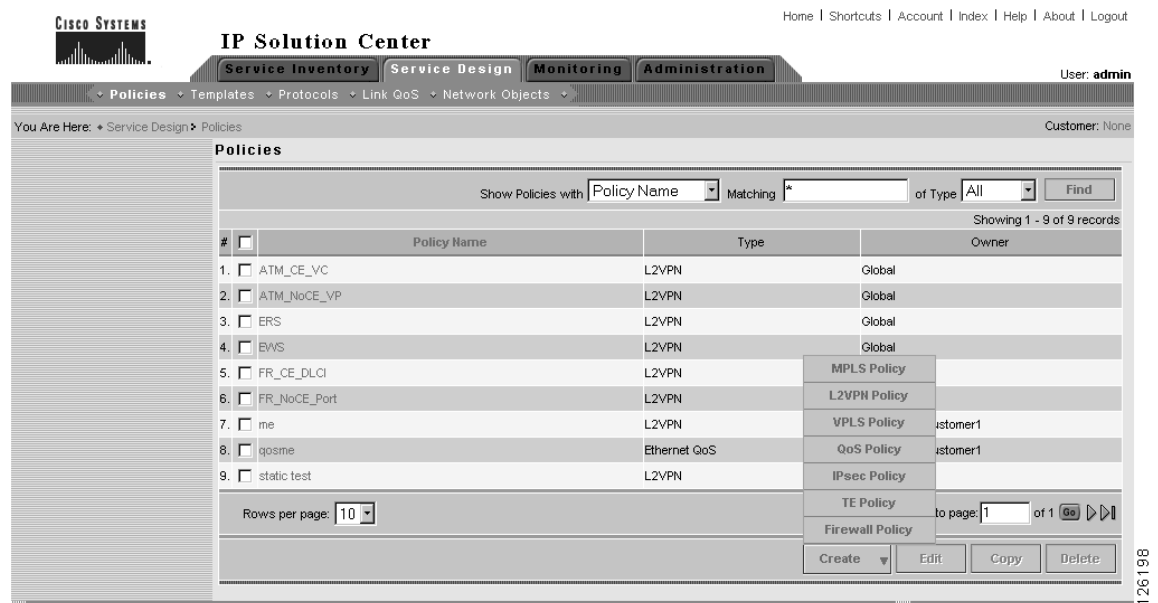 CISCO SYSTEMS
Home | Shortcuts | Account | Index | Help | About | Logout
IP Solution Center
Service Inventory Service Design Monitoring Administration
User: admin
Policies Templates Protocols Link QoS Network Objects
You Are Here: Service Design Policies Customer: None
Policies
Show Policies with Policy Name Matching * of Type All Find
Showing 1 - 9 of 9 records
# Policy Name Type Owner
1. ATM_CE_VC L2VPN Global
2. ATM_NoCE_VP L2VPN Global
3. ERS L2VPN Global
4. EWS L2VPN Global
5. FR_CE_DLCI L2VPN
6. FR_NoCE_Port L2VPN
7. me L2VPN ustomer1
8. qosme Ethernet QoS ustomer1
9. static test L2VPN
MPLS Policy
L2VPN Policy
VPLS Policy
QoS Policy
IPsec Policy
TE Policy
Firewall Policy
Rows per page: 10 to page: 1 of 1 Go
Create Edit Copy Delete
126198